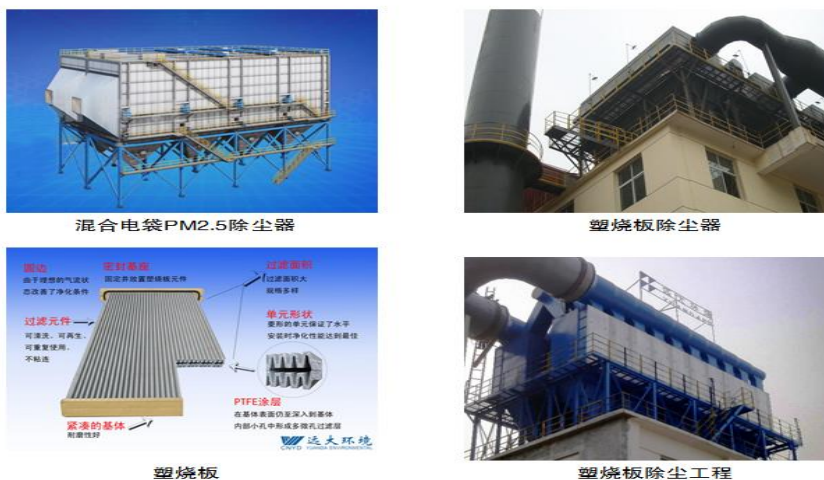 混合电袋PM2.5除尘器
塑烧板除尘器
圆边
由于理想的气流状
态改善了净化条件
密封基座
固定并放置塑烧板元件
过滤面积
过滤面积大
规格多样
过滤元件
可清洗、可再生、
可重复使用、
不粘连
单元形状
菱形的单元保证了水平
安装时净化性能达到最佳
PTFE涂层
在基体表面仍至深入到基体
内部小孔中形成多微孔过滤层
紧凑的基体
耐磨性好
CNYD
远大环境
YUANDA ENVIRONMENTAL
塑烧板
塑烧板除尘工程